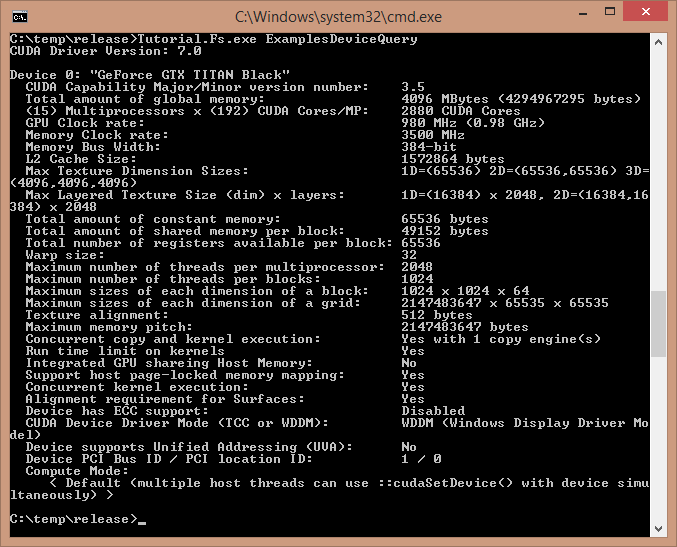 C:\Windows\system32\cmd.exe
C:\temp\release>Tutorial.Fs.exe ExamplesDeviceQuery
CUDA Driver Version: 7.0
Device 0: "GeForce GTX TITAN Black"
CUDA Capability Major/Minor version number: 3.5
Total amount of global memory: 4096 MBytes (4294967295 bytes)
(15) Multiprocessors x (192) CUDA Cores/MP: 2880 CUDA Cores
GPU Clock rate: 980 MHz (0.98 GHz)
Memory Clock rate: 3500 MHz
Memory Bus Width: 384-bit
L2 Cache Size: 1572864 bytes
Max Texture Dimension Sizes: 1D=(65536) 2D=(65536,65536) 3D=
(4096,4096,4096)
Max Layered Texture Size (dim) x layers: 1D=(16384) x 2048, 2D=(16384,16
384) x 2048
Total amount of constant memory: 65536 bytes
Total amount of shared memory per block: 49152 bytes
Total number of registers available per block: 65536
Warp size: 32
Maximum number of threads per multiprocessor: 2048
Maximum number of threads per blocks: 1024
Maximum sizes of each dimension of a block: 1024 x 1024 x 64
Maximum sizes of each dimension of a grid: 2147483647 x 65535 x 65535
Texture alignment: 512 bytes
Maximum memory pitch: 2147483647 bytes
Concurrent copy and kernel execution: Yes with 1 copy engine(s)
Run time limit on kernels Yes
Integrated GPU shareing Host Memory: No
Support host page-locked memory mapping: Yes
Concurrent kernel execution: Yes
Alignment requirement for Surfaces: Yes
Device has ECC support: Disabled
CUDA Device Driver Mode (TCC or WDDM): WDDM (Windows Display Driver Mo
del)
Device supports Unified Addressing (UVA): No
Device PCI Bus ID / PCI location ID: 1 / 0
Compute Mode:
< Default (multiple host threads can use ::cudaSetDevice() with device simu
ltaneously) >
C:\temp\release>_